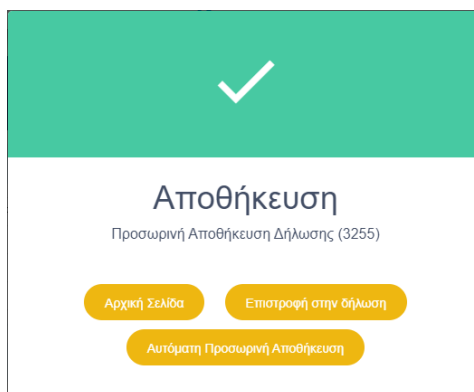 Αποθήκευση
Προσωρινή Αποθήκευση Δήλωσης (3255)
Αρχική Σελίδα
Επιστροφή στην δήλωση
Αυτόματη Προσωρινή Αποθήκευση